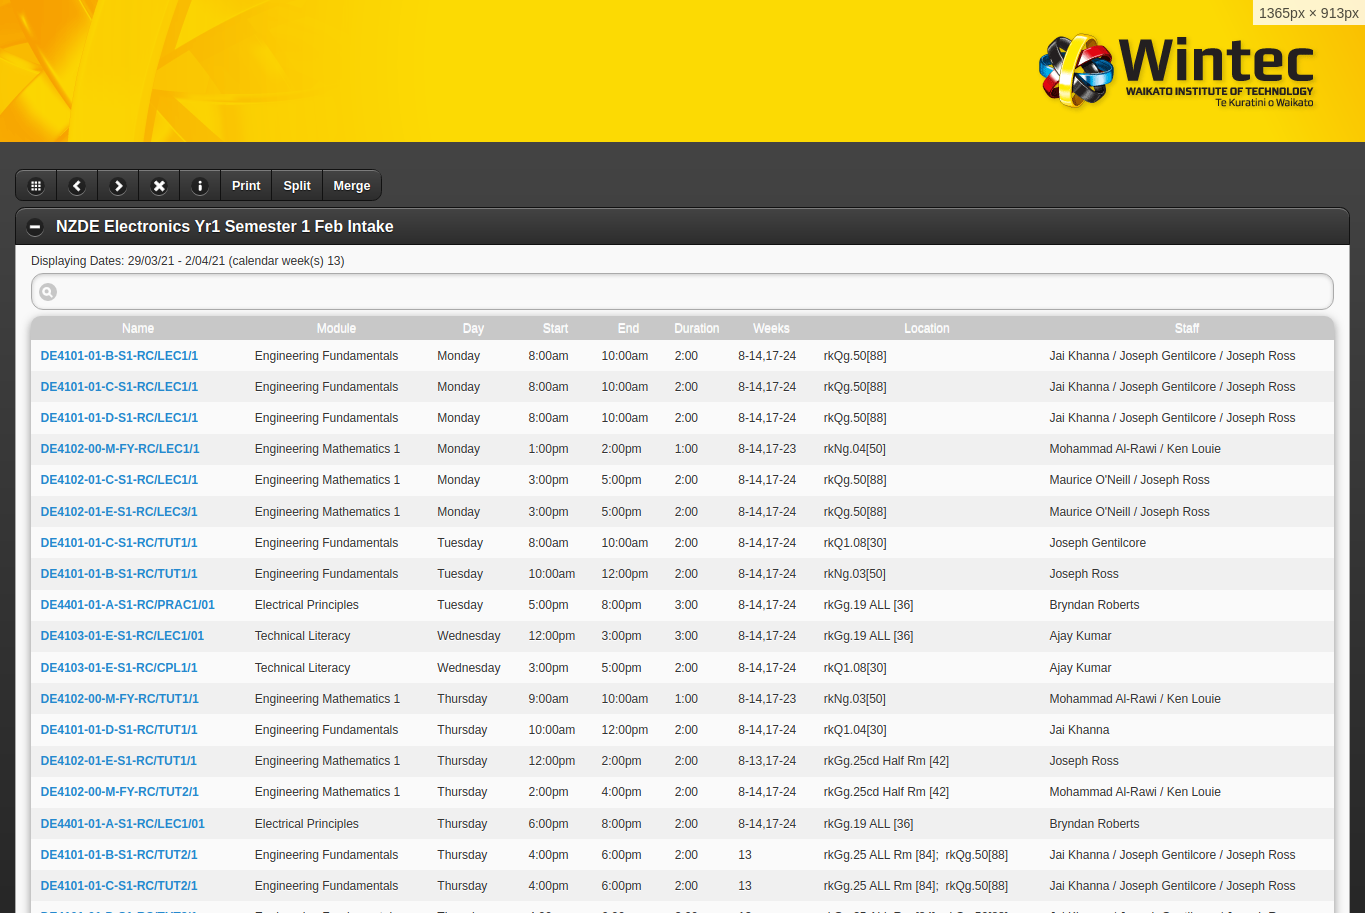 1365px × 913px
Wintec
WAIKATO INSTITUTE OF TECHNOLOGY
Te Kuratini o Waikato
Print Split Merge
NZDE Electronics Yr1 Semester 1 Feb Intake
Displaying Dates: 29/03/21 - 2/04/21 (calendar week(s) 13)
Name Module Day Start End Duration Weeks Location Staff
DE4101-01-B-S1-RC/LEC1/1 Engineering Fundamentals Monday 8:00am 10:00am 2:00 8-14,17-24 rkQg.50[88] Jai Khanna / Joseph Gentilcore / Joseph Ross
DE4101-01-C-S1-RC/LEC1/1 Engineering Fundamentals Monday 8:00am 10:00am 2:00 8-14,17-24 rkQg.50[88] Jai Khanna / Joseph Gentilcore / Joseph Ross
DE4101-01-D-S1-RC/LEC1/1 Engineering Fundamentals Monday 8:00am 10:00am 2:00 8-14,17-24 rkQg.50[88] Jai Khanna / Joseph Gentilcore / Joseph Ross
DE4102-00-M-FY-RC/LEC1/1 Engineering Mathematics 1 Monday 1:00pm 2:00pm 1:00 8-14,17-23 rkNg.04[50] Mohammad Al-Rawi / Ken Louie
DE4102-01-C-S1-RC/LEC1/1 Engineering Mathematics 1 Monday 3:00pm 5:00pm 2:00 8-14,17-24 rkQg.50[88] Maurice O'Neill / Joseph Ross
DE4102-01-E-S1-RC/LEC3/1 Engineering Mathematics 1 Monday 3:00pm 5:00pm 2:00 8-14,17-24 rkQg.50[88] Maurice O'Neill / Joseph Ross
DE4101-01-C-S1-RC/TUT1/1 Engineering Fundamentals Tuesday 8:00am 10:00am 2:00 8-14,17-24 rkQ1.08[30] Joseph Gentilcore
DE4101-01-B-S1-RC/TUT1/1 Engineering Fundamentals Tuesday 10:00am 12:00pm 2:00 8-14,17-24 rkNg.03[50] Joseph Ross
DE4401-01-A-S1-RC/PRAC1/01 Electrical Principles Tuesday 5:00pm 8:00pm 3:00 8-14,17-24 rkGg.19 ALL [36] Bryndan Roberts
DE4103-01-E-S1-RC/LEC1/01 Technical Literacy Wednesday 12:00pm 3:00pm 3:00 8-14,17-24 rkGg.19 ALL [36] Ajay Kumar
DE4103-01-E-S1-RC/CPL1/1 Technical Literacy Wednesday 3:00pm 5:00pm 2:00 8-14,17-24 rkQ1.08[30] Ajay Kumar
DE4102-00-M-FY-RC/TUT1/1 Engineering Mathematics 1 Thursday 9:00am 10:00am 1:00 8-14,17-23 rkNg.03[50] Mohammad Al-Rawi / Ken Louie
DE4101-01-D-S1-RC/TUT1/1 Engineering Fundamentals Thursday 10:00am 12:00pm 2:00 8-14,17-24 rkQ1.04[30] Jai Khanna
DE4102-01-E-S1-RC/TUT1/1 Engineering Mathematics 1 Thursday 12:00pm 2:00pm 2:00 8-13,17-24 rkGg.25cd Half Rm [42] Joseph Ross
DE4102-00-M-FY-RC/TUT2/1 Engineering Mathematics 1 Thursday 2:00pm 4:00pm 2:00 8-14,17-24 rkGg.25cd Half Rm [42] Mohammad Al-Rawi / Ken Louie
DE4401-01-A-S1-RC/LEC1/01 Electrical Principles Thursday 6:00pm 8:00pm 2:00 8-14,17-24 rkGg.19 ALL [36] Bryndan Roberts
DE4101-01-B-S1-RC/TUT2/1 Engineering Fundamentals Thursday 4:00pm 6:00pm 2:00 13 rkGg.25 ALL Rm [84]; rkQg.50[88] Jai Khanna / Joseph Gentilcore / Joseph Ross
DE4101-01-C-S1-RC/TUT2/1 Engineering Fundamentals Thursday 4:00pm 6:00pm 2:00 13 rkGg.25 ALL Rm [84]; rkQg.50[88] Jai Khanna / Joseph Gentilcore / Joseph Ross